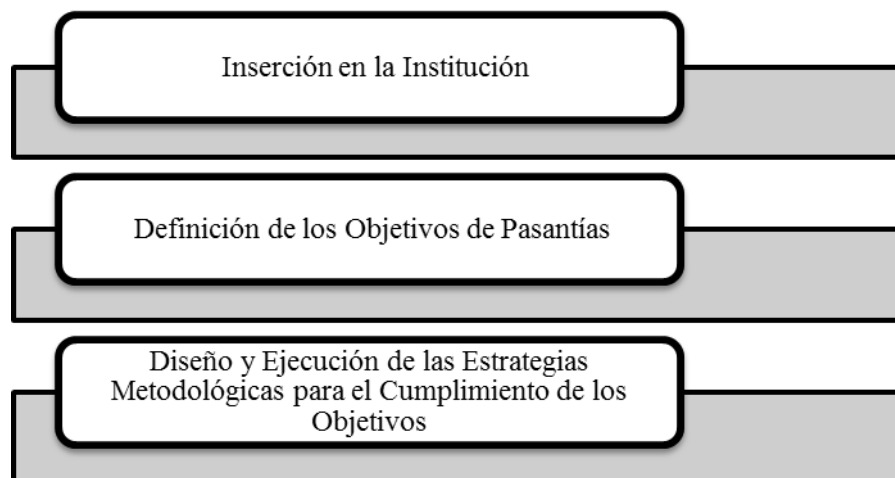 Inserción en la Institución
Definición de los Objetivos de Pasantías
Diseño y Ejecución de las Estrategias
Metodológicas para el Cumplimiento de los
Objetivos